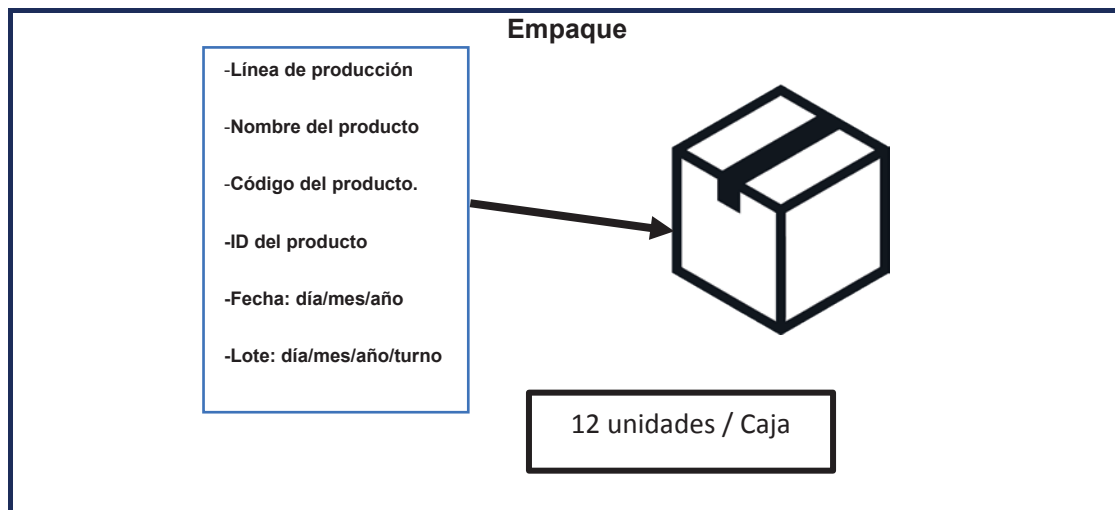 Empaque
-Línea de producción
-Nombre del producto
-Código del producto.
-ID del producto
-Fecha: día/mes/año
-Lote: día/mes/año/turno
12 unidades / Caja